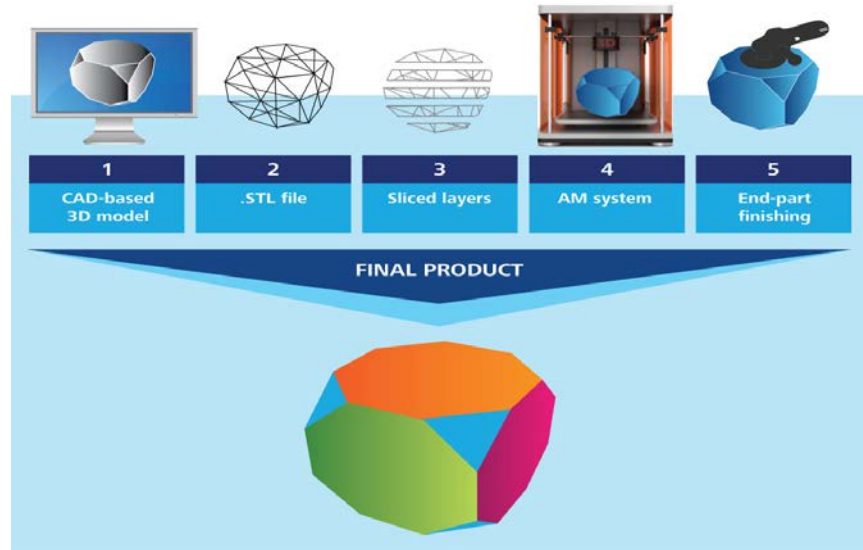 1
CAD-based
3D model
2
.STL file
3
Sliced layers
4
AM system
5
End-part
finishing
FINAL PRODUCT